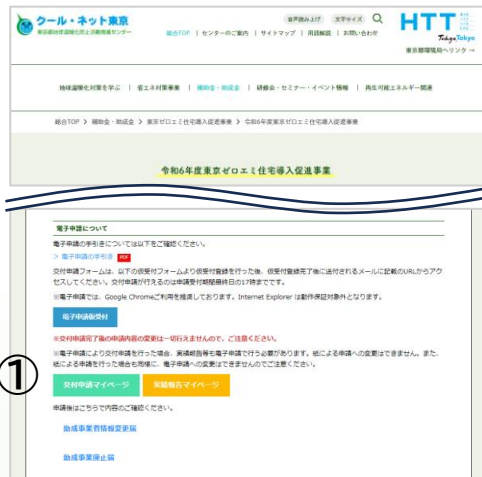 クール・ネット東京
東京都地球温暖化防止活動推進センター
音声読み上げ 文字サイズ
総合TOP | センターのご案内 | サイトマップ | 用語解説 | お問い合わせ
HTT
TokyoTokyo
東京都環境局へリンク →
地球温暖化対策を学ぶ | 省エネ対策事業 | 補助金・助成金 | 研修会・セミナー・イベント情報 | 再生可能エネルギー関連
総合TOP > 補助金・助成金 > 東京ゼロエミ住宅導入促進事業 > 令和6年度東京ゼロエミ住宅導入促進事業
令和6年度東京ゼロエミ住宅導入促進事業
電子申請について
電子申請の手引きについては以下をご確認ください。
> 電子申請の手引き PDF
交付申請フォームは、以下の仮受付フォームより仮受付登録を行った後、仮受付登録完了後に送付されるメールに記載のURLからアク
セスしてください。交付申請が行えるのは申請受付期間最終日の17時までです。
※電子申請では、Google Chromeご利用を推奨しております。Internet Explorer は動作保証対象外となります。
電子申請仮受付
※交付申請完了後の申請内容の変更は一切行えませんので、ご注意ください。
※電子申請により交付申請を行った場合、実績報告等も電子申請で行う必要があります。紙による申請への変更はできません。また、
紙による申請を行った場合も同様に、電子申請への変更はできませんのでご注意ください。
①
交付申請マイページ 実績報告マイページ
申請後はこちらで内容のご確認ください。
助成事業者情報変更届
助成事業廃止届